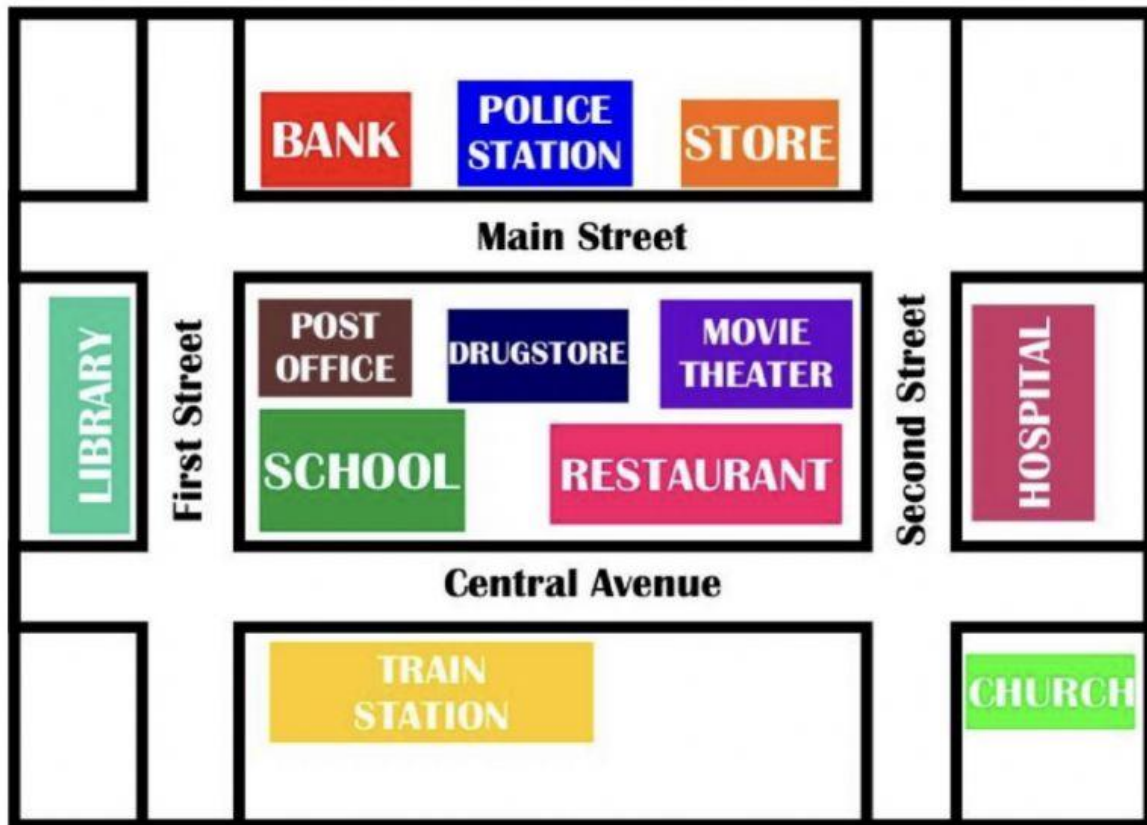 BANK
POLICE
STATION
STORE
Main Street
LIBRARY
First Street
POST
OFFICE
DRUGSTORE
MOVIE
THEATER
SCHOOL
RESTAURANT
Second Street
HOSPITAL
Central Avenue
TRAIN
STATION
CHURCH